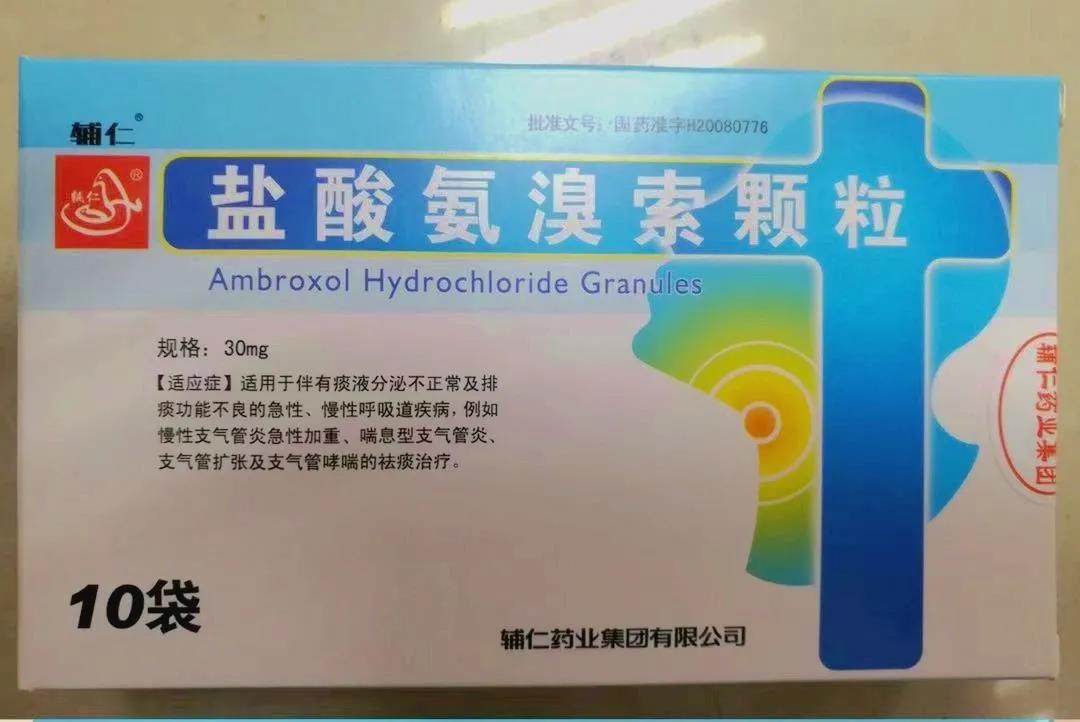 辅仁®
批准文号：国药准字H20080776
辅仁®
盐酸氨溴索颗粒
Ambroxol Hydrochloride Granules
规格：30mg
【适应症】适用于伴有痰液分泌不正常及排
痰功能不良的急性、慢性呼吸道疾病，例如
慢性支气管炎急性加重、喘息型支气管炎、
支气管扩张及支气管哮喘的祛痰治疗。
辅仁药业集团
10袋
辅仁药业集团有限公司